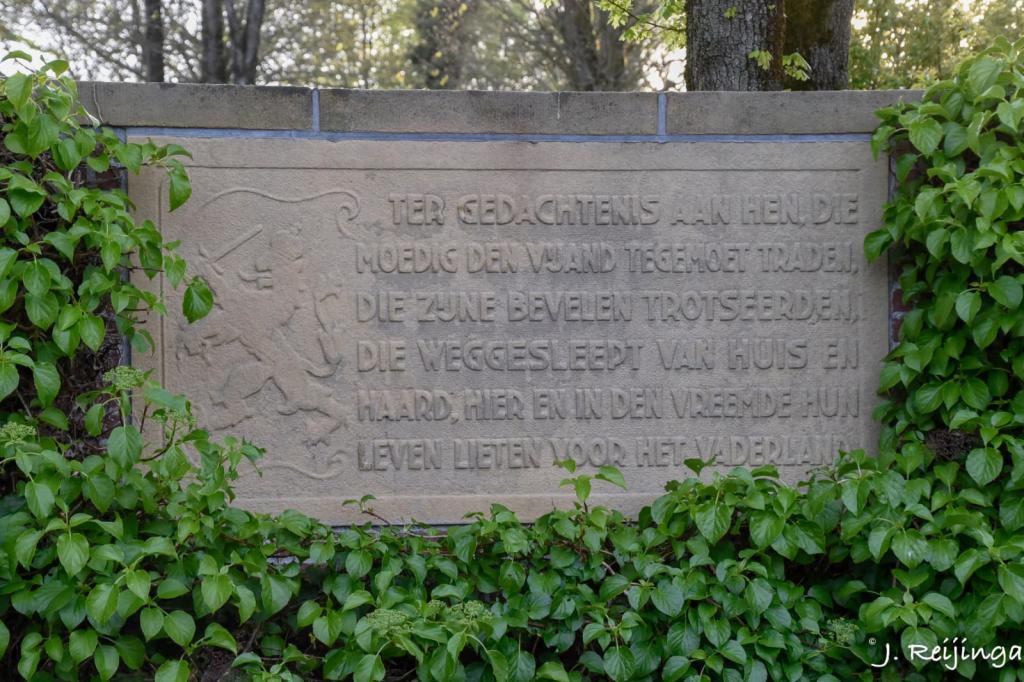 TER GEDACHTENIS AAN HEN, DIE
MOEDIG DEN VIJAND TEGEMOET TRADEN,
DIE ZIJNE BEVELEN TROTSEERDEN,
DIE WEGGESLEEPT VAN HUIS EN
HAARD, HIER EN IN DEN VREEMDE HUN
LEVEN LIETEN VOOR HET VADERLAND.
© J. Reijinga